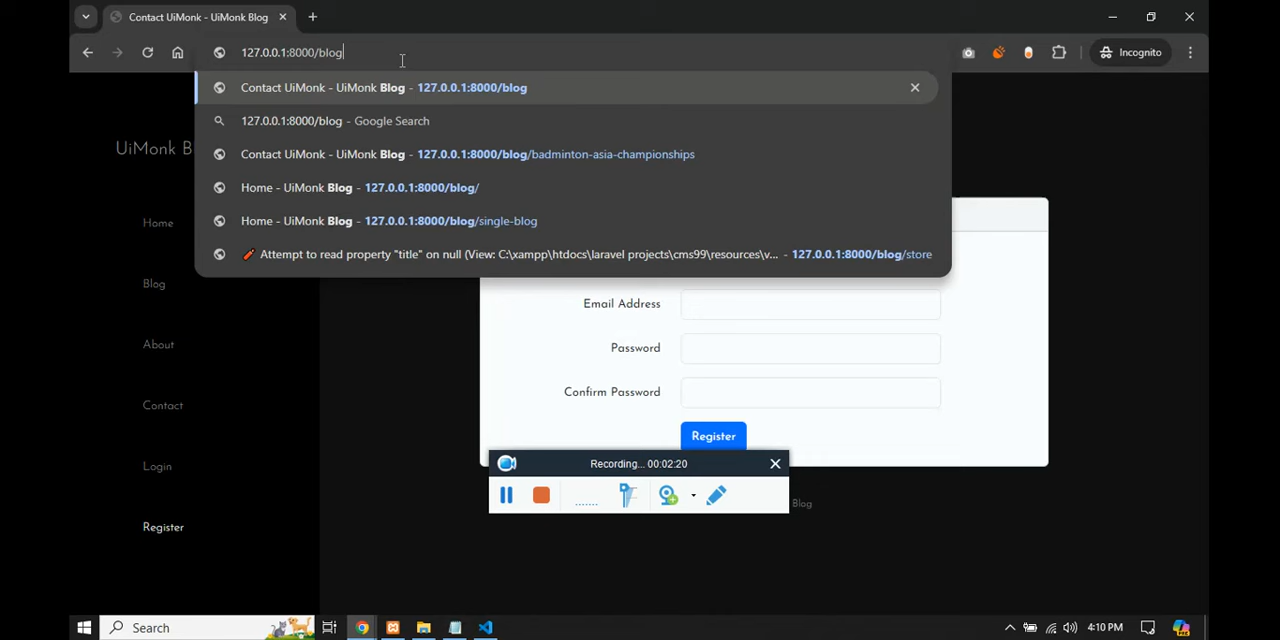 Contact UiMonk - UiMonk Blog
127.0.0.1:8000/blog
Incognito
Contact UiMonk - UiMonk Blog - 127.0.0.1:8000/blog
127.0.0.1:8000/blog - Google Search
Contact UiMonk - UiMonk Blog - 127.0.0.1:8000/blog/badminton-asia-championships
Home - UiMonk Blog - 127.0.0.1:8000/blog/
Home - UiMonk Blog - 127.0.0.1:8000/blog/single-blog
Attempt to read property "title" on null (View: C:\xampp\htdocs\laravel projects\cms99\resources\v... - 127.0.0.1:8000/blog/store
UiMonk B
Home
Blog
About
Contact
Login
Register
Email Address
Password
Confirm Password
Register
Recording... 00:02:20
Blog
Search
4:10 PM